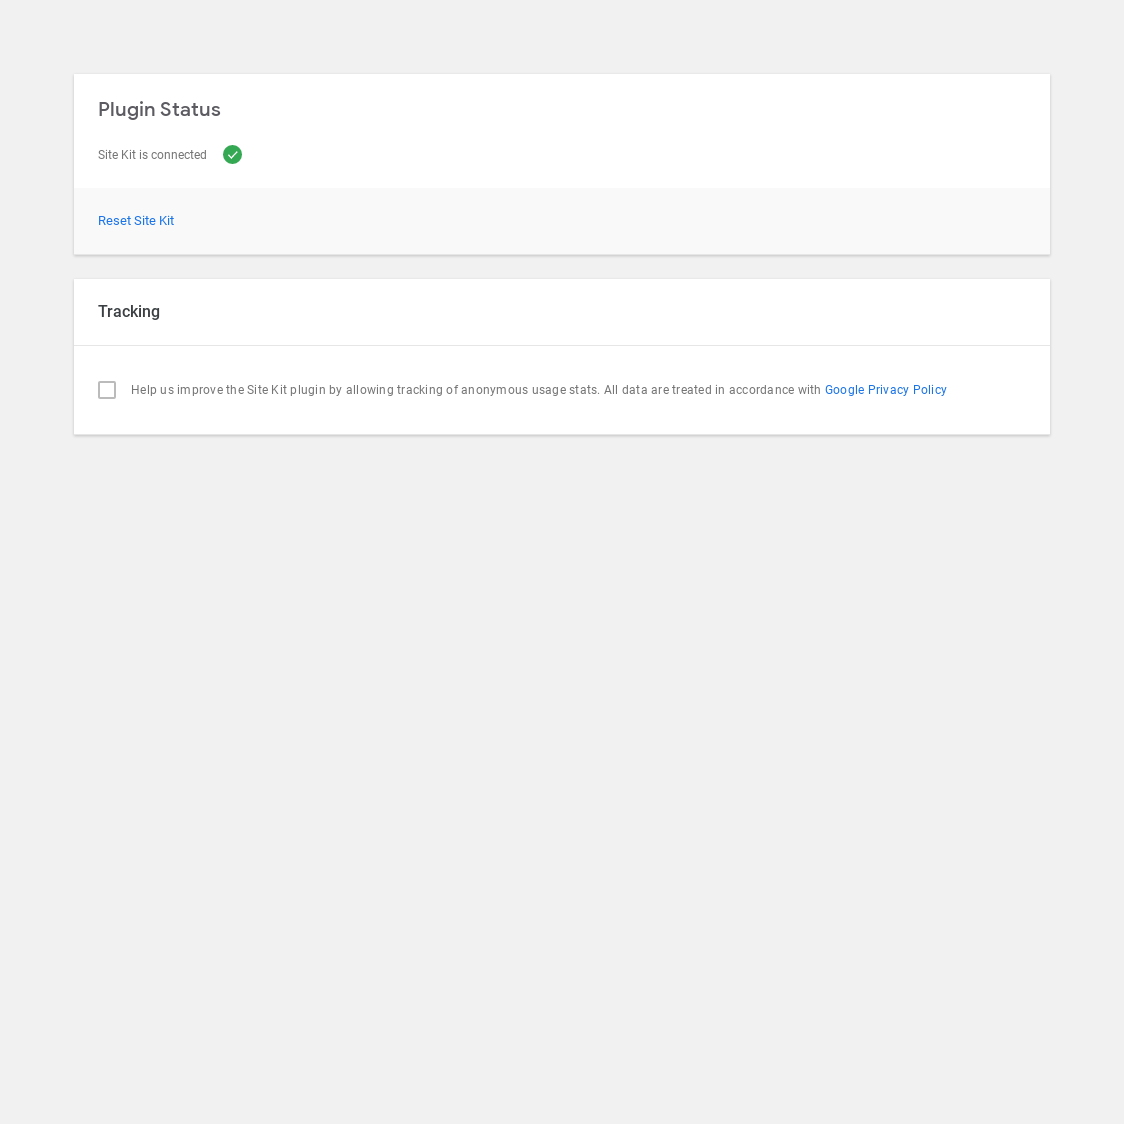 Plugin Status
Site Kit is connected
Reset Site Kit
Tracking
Help us improve the Site Kit plugin by allowing tracking of anonymous usage stats. All data are treated in accordance with Google Privacy Policy